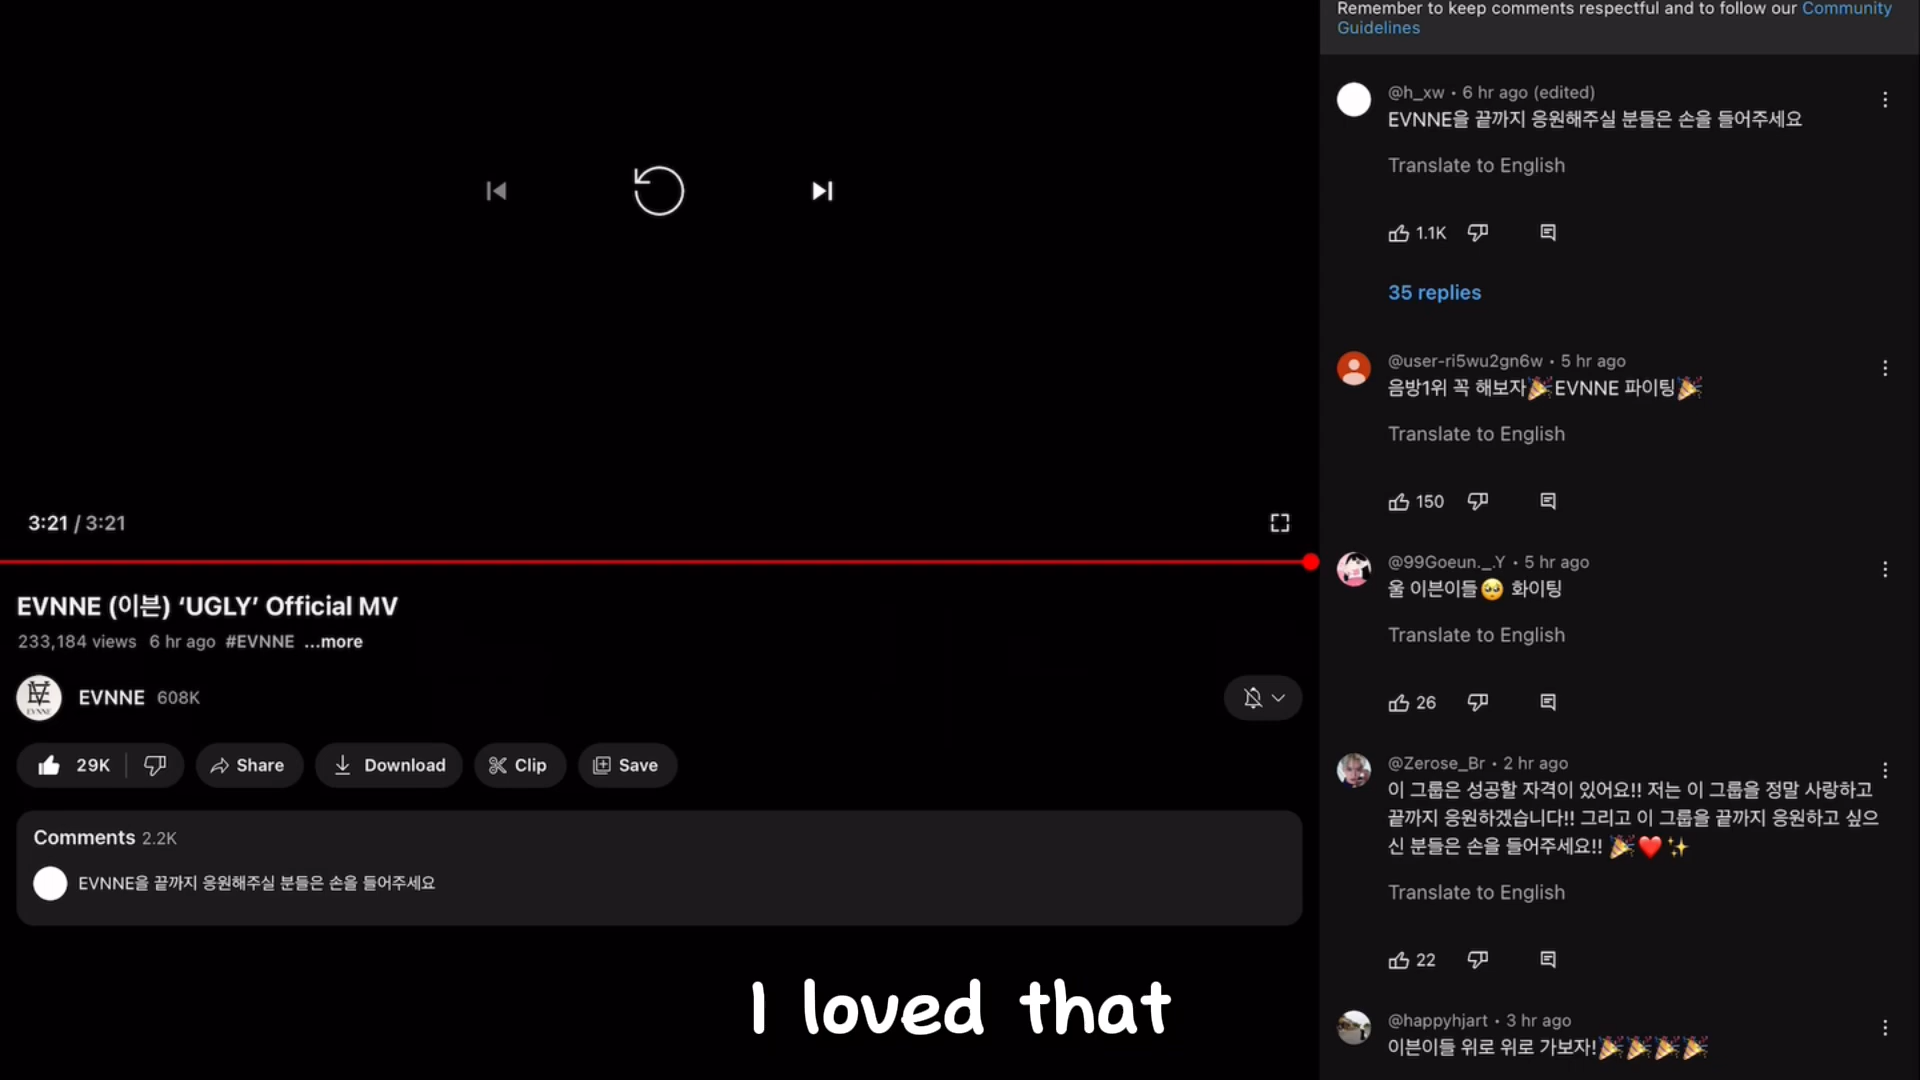 3:21 / 3:21
EVNNE (이븐) ‘UGLY’ Official MV
233,184 views 6 hr ago #EVNNE ...more
EVNNE
EVNNE 608K
29K Share Download Clip Save
Comments 2.2K
EVNNE을 끝까지 응원해주실 분들은 손을 들어주세요
I loved that
Remember to keep comments respectful and to follow our Community
Guidelines
@h_xw • 6 hr ago (edited)
EVNNE을 끝까지 응원해주실 분들은 손을 들어주세요
Translate to English
1.1K
35 replies
@user-ri5wu2gn6w • 5 hr ago
음방1위 꼭 해보자🎉EVNNE 파이팅🎉
Translate to English
150
@99Goeun._.Y • 5 hr ago
울 이븐이들🥺 화이팅
Translate to English
26
@Zerose_Br • 2 hr ago
이 그룹은 성공할 자격이 있어요!! 저는 이 그룹을 정말 사랑하고
끝까지 응원하겠습니다!! 그리고 이 그룹을 끝까지 응원하고 싶으
신 분들은 손을 들어주세요!! 🎉❤️✨
Translate to English
22
@happyhjart • 3 hr ago
이븐이들 위로 위로 가보자!🎉🎉🎉🎉